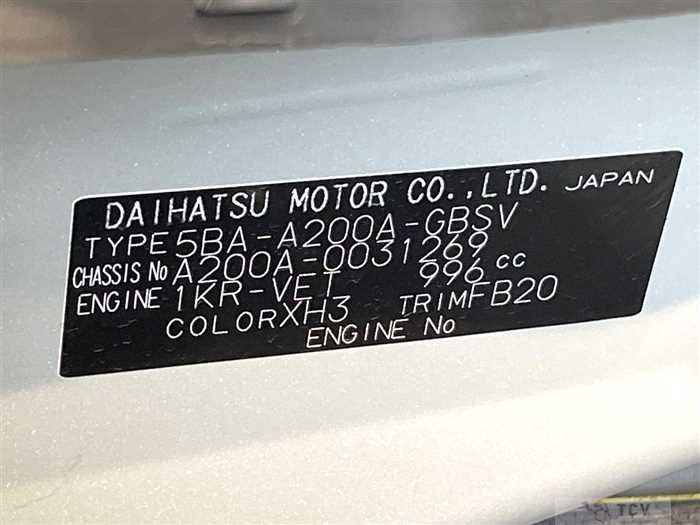 DAIHATSU MOTOR CO.,LTD. JAPAN
TYPE 5BA-A200A-GBSV
CHASSIS No A200A-0031269
ENGINE 1KR-VET 996 cc
COLOR XH3 TRIM FB20
ENGINE No
TCV